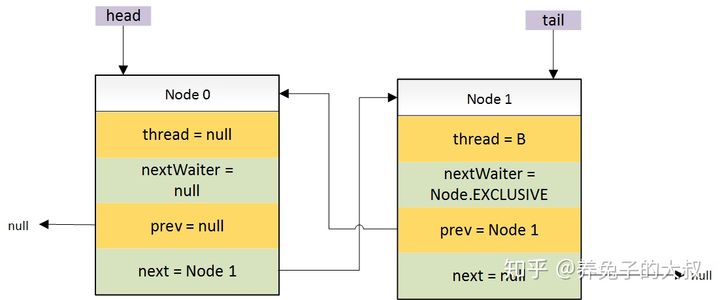 head
tail
Node 0
thread = null
nextWaiter =
null
prev = null
next = Node 1
null
Node 1
thread = B
nextWaiter =
Node.EXCLUSIVE
prev = Node 1
next = null
null
知乎 @养兔子的大叔